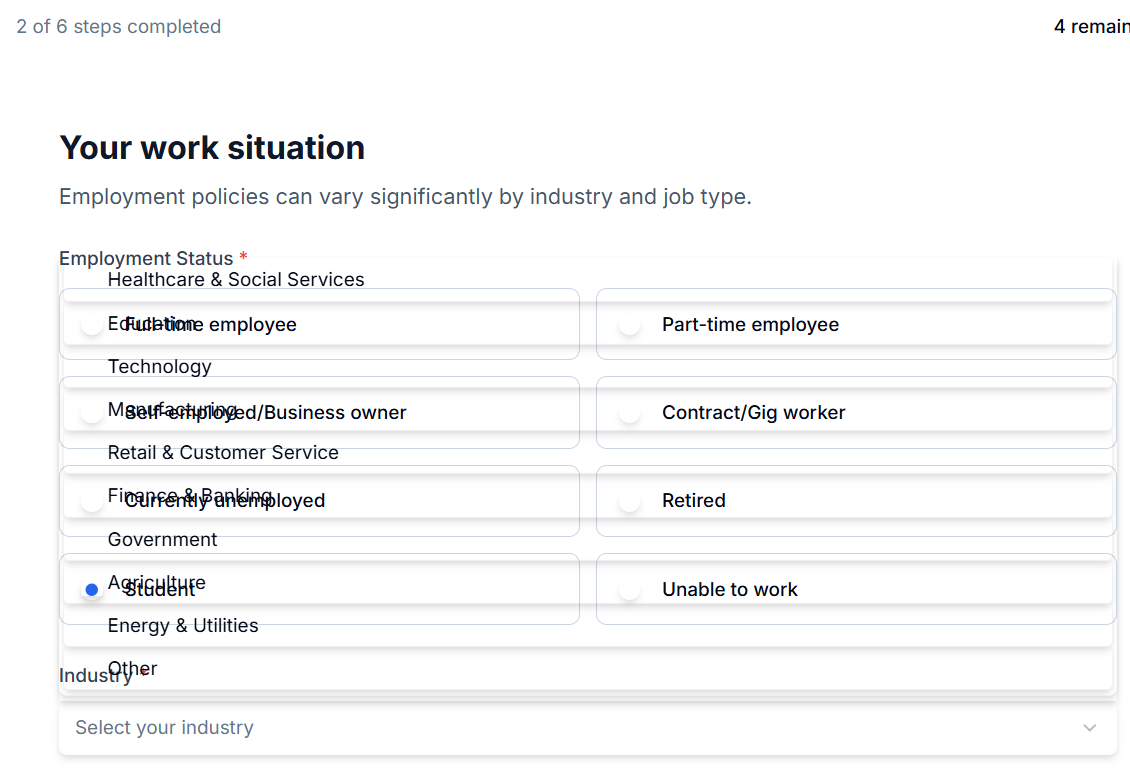 2 of 6 steps completed
4 remain
Your work situation
Employment policies can vary significantly by industry and job type.
Employment Status *
Healthcare & Social Services
Education
Full-time employee
Part-time employee
Technology
Manufacturing
Self-employed/Business owner
Contract/Gig worker
Retail & Customer Service
Finance & Banking
Currently unemployed
Retired
Government
Agriculture
Student
Unable to work
Energy & Utilities
Other
Industry *
Select your industry